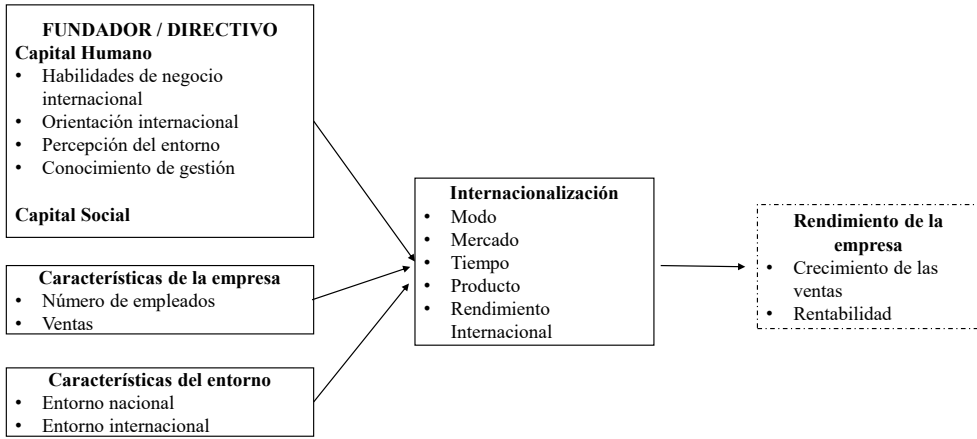 FUNDADOR / DIRECTIVO
Capital Humano
• Habilidades de negocio
internacional
• Orientación internacional
• Percepción del entorno
• Conocimiento de gestión
Capital Social
Característícas de la empresa
• Número de empleados
• Ventas
Características del entorno
• Entorno nacional
• Entorno internacional
Internacionalización
• Modo
• Mercado
• Tiempo
• Producto
• Rendimiento
Internacional
Rendimiento de la
empresa
• Crecimiento de las
ventas
• Rentabilidad